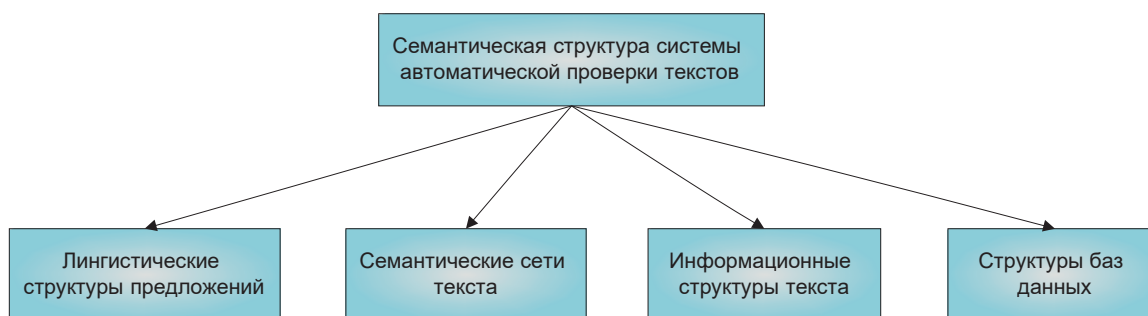 Семантическая структура системы
автоматической проверки текстов
Лингистические
структуры предложений
Семантические сети
текста
Информационные
структуры текста
Структуры баз
данных